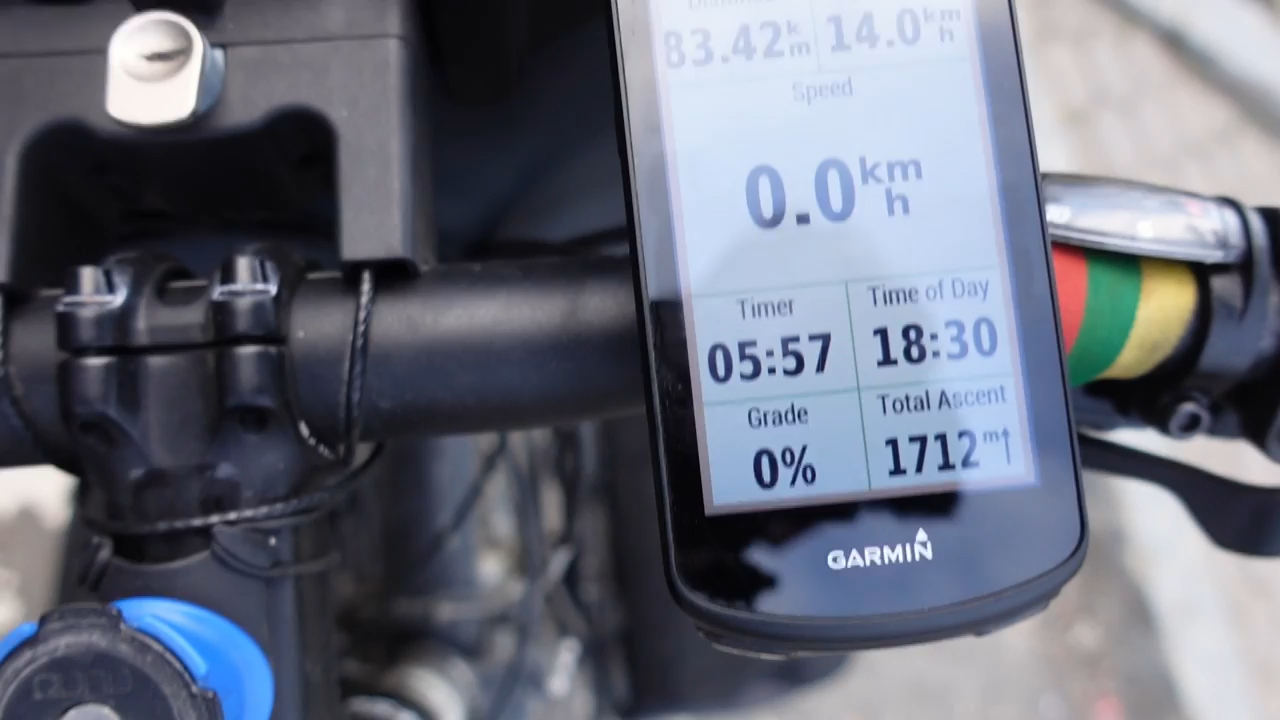 Distance
83.42 km 14.0 km/h
Speed
0.0 km/h
Timer Time of Day
05:57 18:30
Grade Total Ascent
0% 1712 m↑
GARMIN